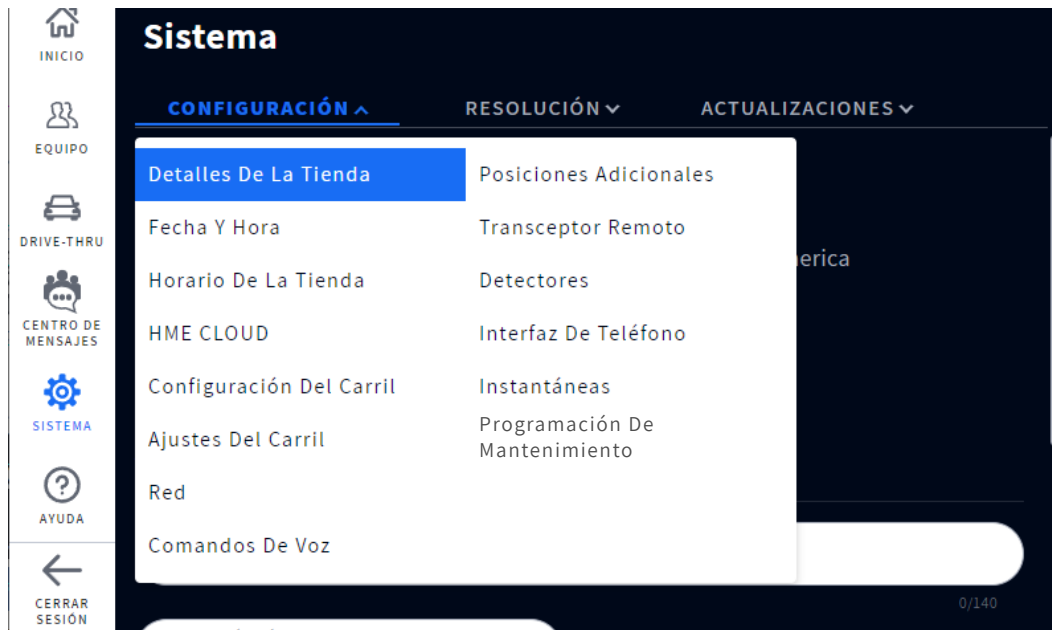 INICIO
EQUIPO
DRIVE-THRU
CENTRO DE
MENSAJES
SISTEMA
AYUDA
CERRAR
SESIÓN
Sistema
CONFIGURACIÓN
RESOLUCIÓN
ACTUALIZACIONES
Detalles De La Tienda
Fecha Y Hora
Horario De La Tienda
HME CLOUD
Configuración Del Carril
Ajustes Del Carril
Red
Comandos De Voz
Posiciones Adicionales
Transceptor Remoto
Detectores
Interfaz De Teléfono
Instantáneas
Programación De
Mantenimiento
erica
0/140